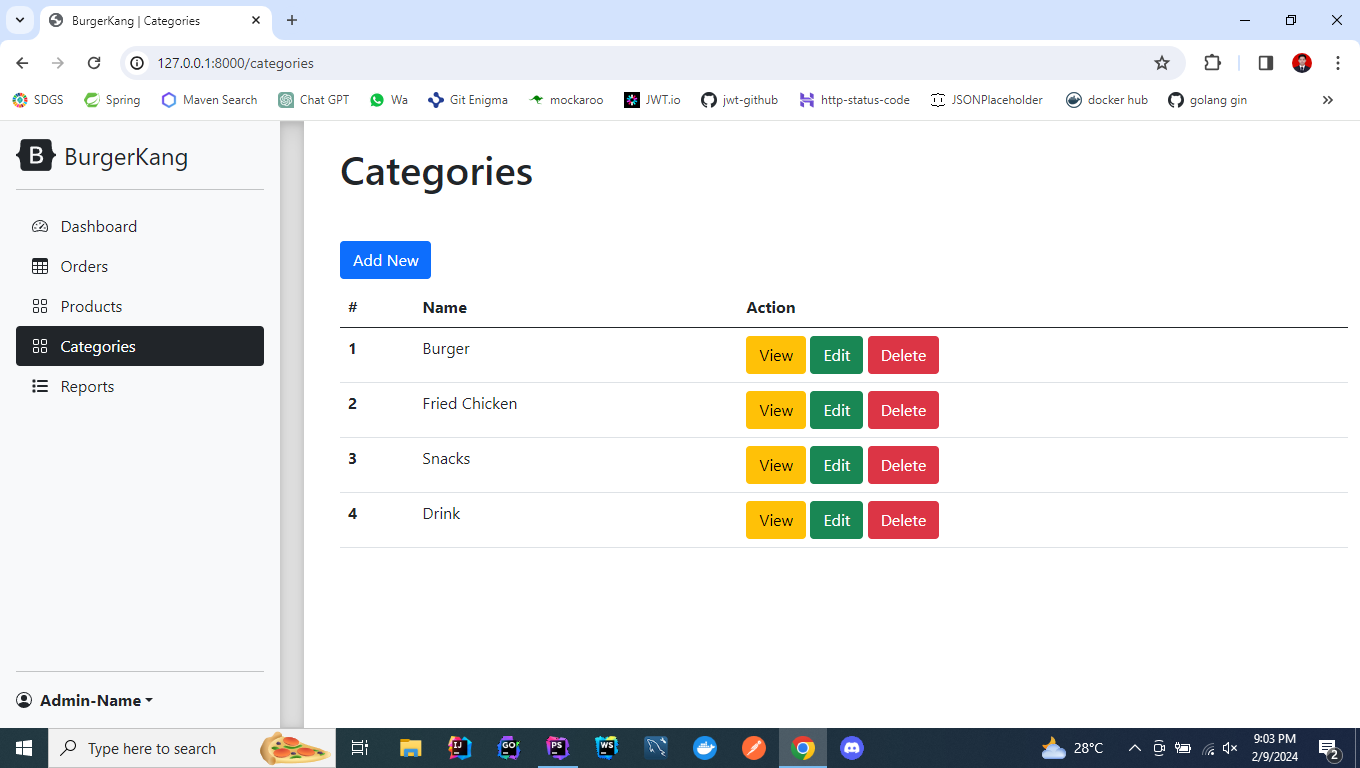 BurgerKang | Categories
127.0.0.1:8000/categories
SDGS Spring Maven Search Chat GPT Wa Git Enigma mockaroo JWT.io jwt-github http-status-code JSONPlaceholder docker hub golang gin
B BurgerKang
Dashboard
Orders
Products
Categories
Reports
Admin-Name
Categories
Add New
# Name Action
1 Burger View Edit Delete
2 Fried Chicken View Edit Delete
3 Snacks View Edit Delete
4 Drink View Edit Delete
Type here to search
IJ GO PS WS
28°C
9:03 PM
2/9/2024
2